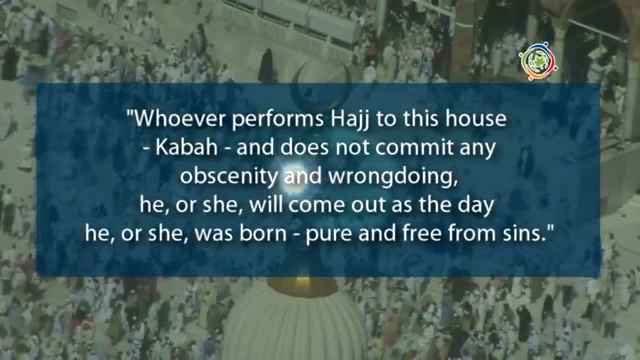 "Whoever performs Hajj to this house
- Kabah - and does not commit any
obscenity and wrongdoing,
he, or she, will come out as the day
he, or she, was born - pure and free from sins."